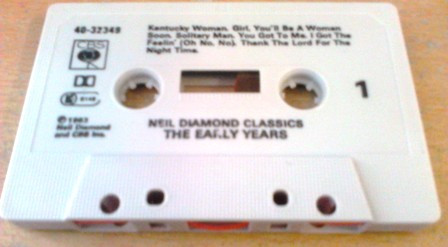 40-32349
Kentucky Woman. Girl, You'll Be A Woman
Soon. Solitary Man. You Got To Me. I Got The
Feelin' (Oh No, No). Thank The Lord For The
Night Time.
CBS
1
℗ 1983
Neil Diamond
and CBS Inc.
NEIL DIAMOND CLASSICS
THE EARLY YEARS